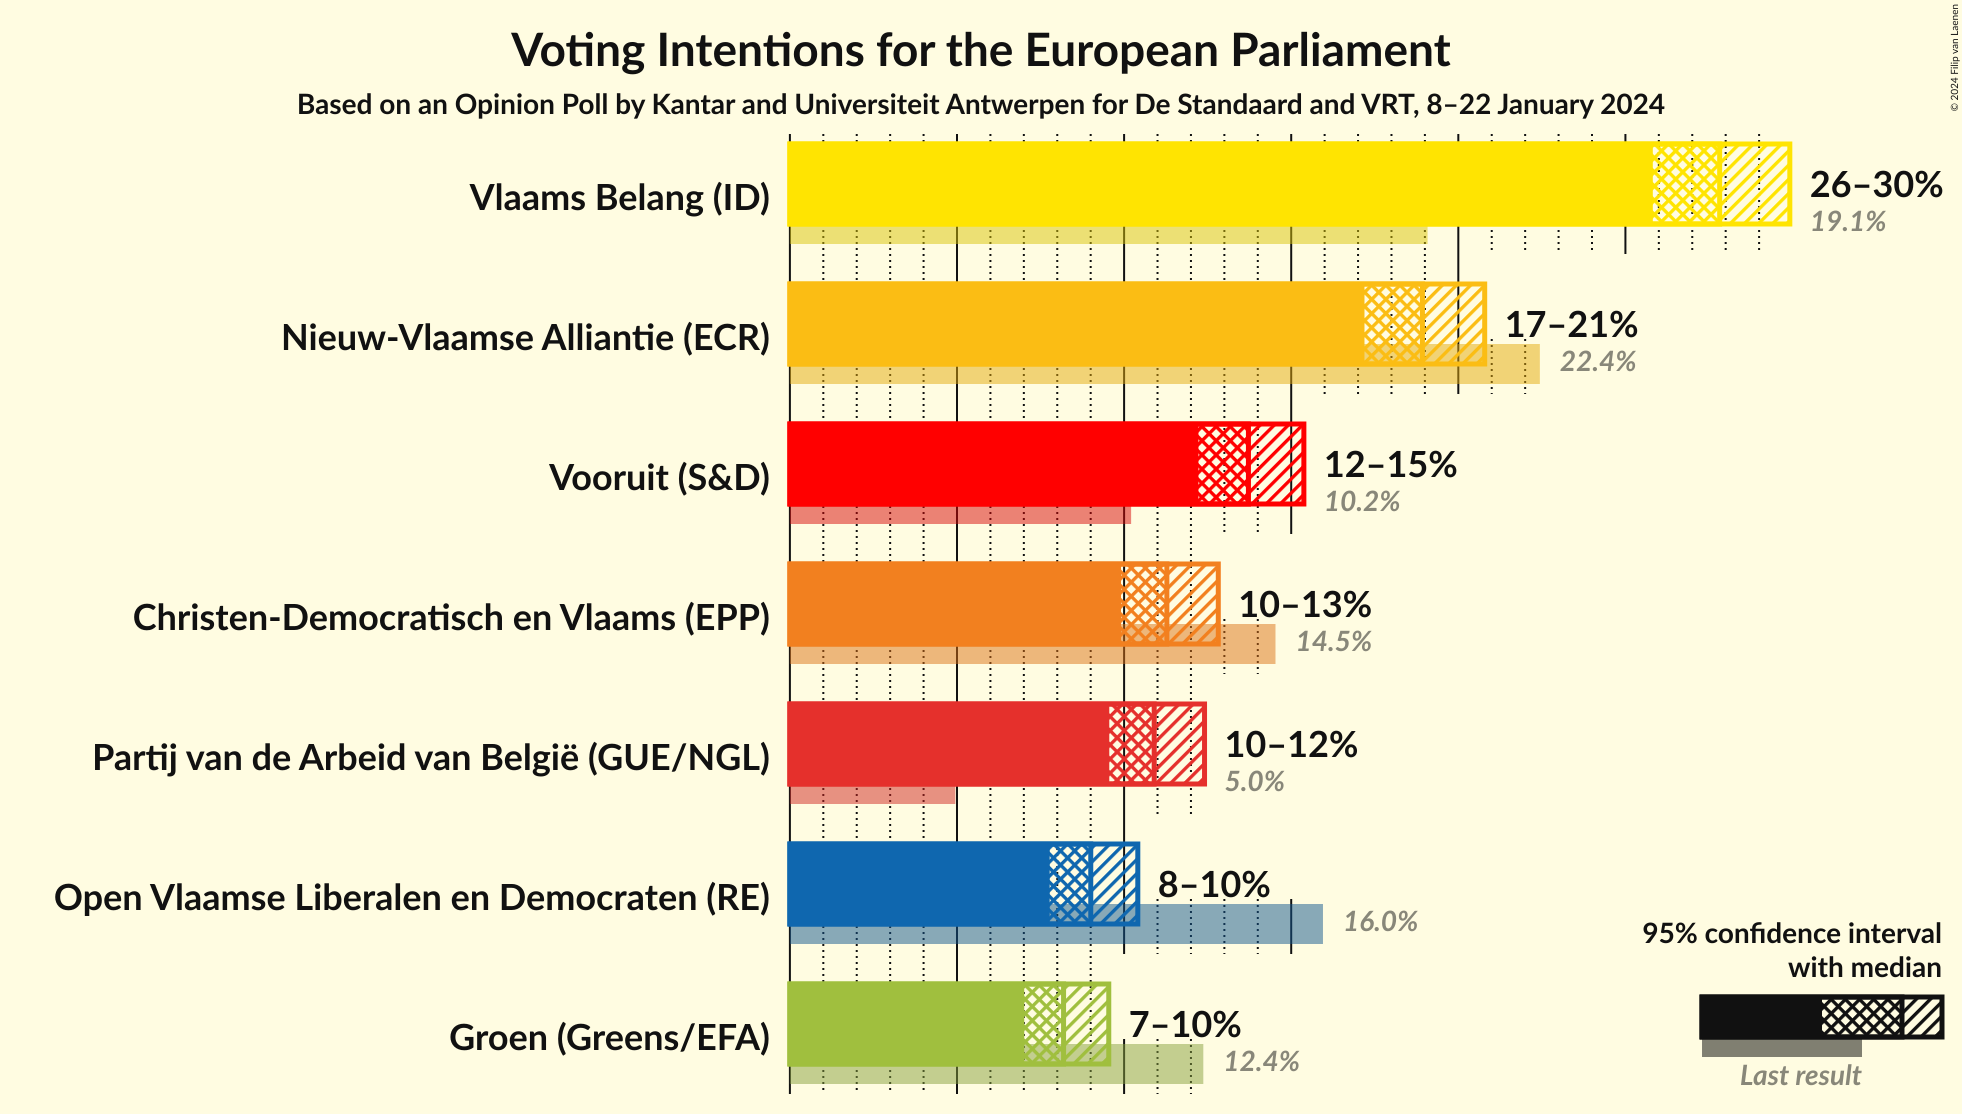 Voting Intentions for the European Parliament
Based on an Opinion Poll by Kantar and Universiteit Antwerpen for De Standaard and VRT, 8–22 January 2024
© 2024 Filip van Laenen
Vlaams Belang (ID)
26–30%
19.1%
Nieuw-Vlaamse Alliantie (ECR)
17–21%
22.4%
Vooruit (S&D)
12–15%
10.2%
Christen-Democratisch en Vlaams (EPP)
10–13%
14.5%
Partij van de Arbeid van België (GUE/NGL)
10–12%
5.0%
Open Vlaamse Liberalen en Democraten (RE)
8–10%
16.0%
Groen (Greens/EFA)
7–10%
12.4%
95% confidence interval
with median
Last result